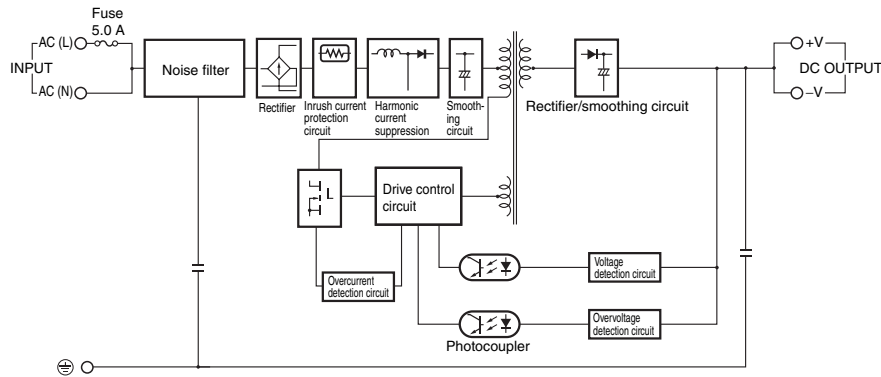 Fuse
5.0 A
AC (L)
INPUT
AC (N)
Noise filter
Rectifier
Inrush current
protection
circuit
Harmonic
current
suppression
Smooth-
ing
circuit
Rectifier/smoothing circuit
+V
DC OUTPUT
–V
Drive control
circuit
Overcurrent
detection circuit
Voltage
detection circuit
Overvoltage
detection circuit
Photocoupler